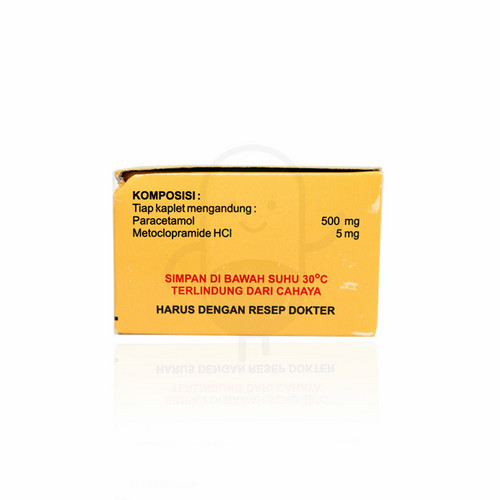 KOMPOSISI :
Tiap kaplet mengandung :
Paracetamol 500 mg
Metoclopramide HCl 5 mg
SIMPAN DI BAWAH SUHU 30°C
TERLINDUNG DARI CAHAYA
HARUS DENGAN RESEP DOKTER